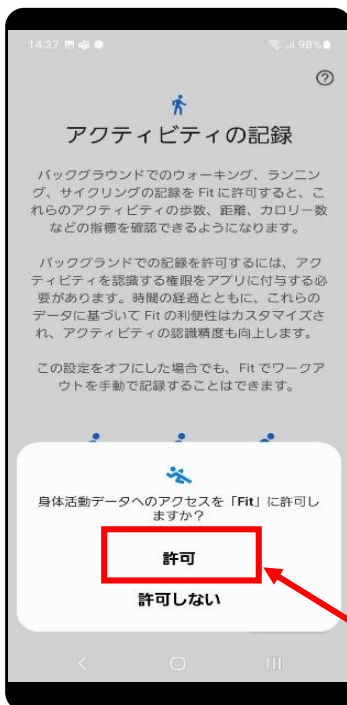 14:37
98%
アクティビティの記録
バックグラウンドでのウォーキング、ランニン
グ、サイクリングの記録を Fit に許可すると、こ
れらのアクティビティの歩数、距離、カロリー数
などの指標を確認できるようになります。
バックグランドでの記録を許可するには、アク
ティビティを認識する権限をアプリに付与する必
要があります。時間の経過とともに、これらの
データに基づいて Fit の利便性はカスタマイズさ
れ、アクティビティの認識精度も向上します。
この設定をオフにした場合でも、Fit でワークア
ウトを手動で記録することはできます。
身体活動データへのアクセスを「Fit」に許可し
ますか？
許可
許可しない